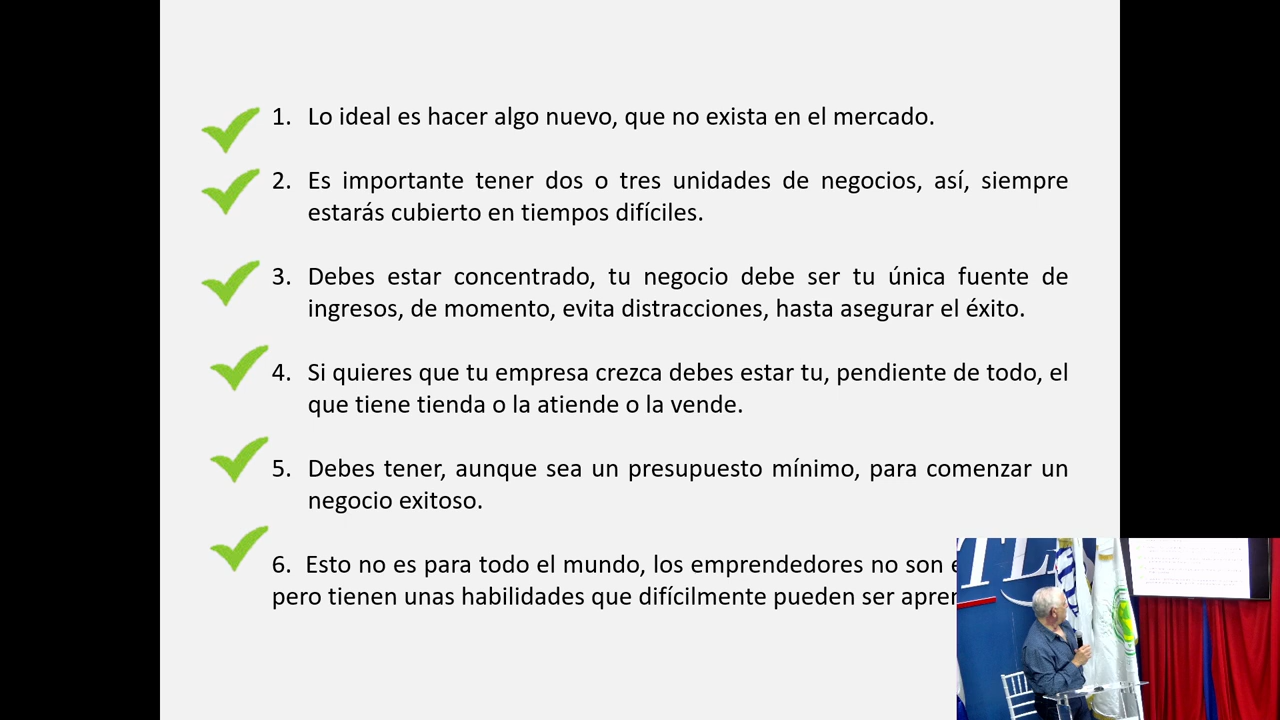 1. Lo ideal es hacer algo nuevo, que no exista en el mercado.
2. Es importante tener dos o tres unidades de negocios, así, siempre
estarás cubierto en tiempos difíciles.
3. Debes estar concentrado, tu negocio debe ser tu única fuente de
ingresos, de momento, evita distracciones, hasta asegurar el éxito.
4. Si quieres que tu empresa crezca debes estar tu, pendiente de todo, el
que tiene tienda o la atiende o la vende.
5. Debes tener, aunque sea un presupuesto mínimo, para comenzar un
negocio exitoso.
6. Esto no es para todo el mundo, los emprendedores no son
pero tienen unas habilidades que difícilmente pueden ser